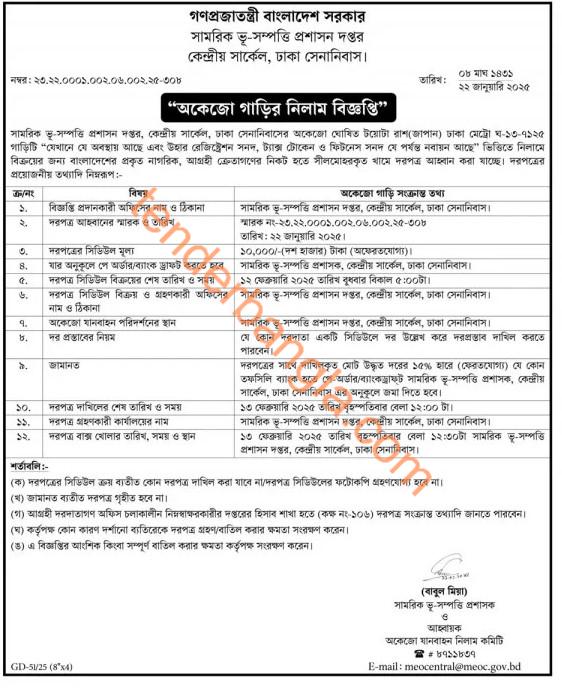 গণপ্রজাতন্ত্রী বাংলাদেশ সরকার
সামরিক ভূ-সম্পত্তি প্রশাসন দপ্তর
কেন্দ্রীয় সার্কেল, ঢাকা সেনানিবাস।
নম্বর: ২৩.২২.০০০১.০০২.০৬.০০২.২৫-৩০৮
তারিখ: ০৮ মাঘ ১৪৩১
২২ জানুয়ারি ২০২৫
“অকেজো গাড়ির নিলাম বিজ্ঞপ্তি”
সামরিক ভূ-সম্পত্তি প্রশাসন দপ্তর, কেন্দ্রীয় সার্কেল, ঢাকা সেনানিবাসের অকেজো ঘোষিত টয়োটা রাশ(জাপান) ঢাকা মেট্রো ঘ-১৩-৭১২৫
গাড়িটি “যেখানে যে অবস্থায় আছে এবং উহার রেজিষ্ট্রেশন সনদ, ট্যাক্স টোকেন ও ফিটনেস সনদ যে পর্যন্ত নবায়ন আছে” ভিত্তিতে নিলামে
বিক্রয়ের জন্য বাংলাদেশের প্রকৃত নাগরিক, আগ্রহী ক্রেতাগণের নিকট হতে সীলমোহরকৃত খামে দরপত্র আহবান করা যাচ্ছে। দরপত্রের
প্রয়োজনীয় তথ্যাদি নিম্নরূপ:
ক্র/নং বিষয় অকেজো গাড়ি সংক্রান্ত তথ্য
১. বিজ্ঞপ্তি প্রদানকারী অফিসের নাম ও ঠিকানা সামরিক ভূ-সম্পত্তি প্রশাসন দপ্তর, কেন্দ্রীয় সার্কেল, ঢাকা সেনানিবাস।
২. দরপত্র আহবানের স্মারক ও তারিখ স্মারক নং-২৩.২২.০০০১.০০২.০৬.০০২.২৫-৩০৮
তারিখ: ২২ জানুয়ারি ২০২৫।
৩. দরপত্রের সিডিউল মূল্য ১০,০০০/-(দশ হাজার) টাকা (অফেরতযোগ্য)।
৪. যার অনুকূলে পে অর্ডার/ব্যাংক ড্রাফট করতে হবে সামরিক ভূ-সম্পত্তি প্রশাসক, কেন্দ্রীয় সার্কেল, ঢাকা সেনানিবাস।
৫. দরপত্র সিডিউল বিক্রয়ের শেষ তারিখ ও সময় ১২ ফেব্রুয়ারি ২০২৫ তারিখ বুধবার বিকাল ৫:০০টা।
৬. দরপত্র সিডিউল বিক্রয় ও গ্রহণকারী অফিসের সামরিক ভূ-সম্পত্তি প্রশাসন দপ্তর, কেন্দ্রীয় সার্কেল, ঢাকা সেনানিবাস।
নাম ও ঠিকানা
৭. অকেজো যানবাহন পরিদর্শনের স্থান সামরিক ভূ-সম্পত্তি প্রশাসন দপ্তর, কেন্দ্রীয় সার্কেল, ঢাকা সেনানিবাস।
৮. দর প্রস্তাবের নিয়ম যে কোন দরদাতা একটি সিডিউলে দর উল্লেখ করে দরপ্রস্তাব দাখিল করতে
পারবেন।
৯. জামানত দরপত্রের সাথে দাখিলকৃত মোট উদ্ধৃত দরের ১৫% হারে (ফেরতযোগ্য) যে কোন
তফসিলি ব্যাংক হতে পে-অর্ডার/ব্যাংকড্রাফ্ট সামরিক ভূ-সম্পত্তি প্রশাসক, কেন্দ্রীয়
সার্কেল, ঢাকা সেনানিবাস এর অনুকূলে জমা দিতে হবে।
১০. দরপত্র দাখিলের শেষ তারিখ ও সময় ১৩ ফেব্রুয়ারি ২০২৫ তারিখ বৃহস্পতিবার বেলা ১২:০০ টা।
১১. দরপত্র গ্রহণকারী কার্যালয়ের নাম সামরিক ভূ-সম্পত্তি প্রশাসন দপ্তর, কেন্দ্রীয় সার্কেল, ঢাকা সেনানিবাস।
১২. দরপত্র বাক্স খোলার তারিখ, সময় ও স্থান ১৩ ফেব্রুয়ারি ২০২৫ তারিখ বৃহস্পতিবার বেলা ১২:৩০টা সামরিক ভূ-সম্পত্তি
প্রশাসন দপ্তর, কেন্দ্রীয় সার্কেল, ঢাকা সেনানিবাস।
শর্তাবলি:
(ক) দরপত্রের সিডিউল ক্রয় ব্যতীত কোন দরপত্র দাখিল করা যাবে না/দরপত্র সিডিউলের ফটোকপি গ্রহণযোগ্য হবে না।
(খ) জামানত ব্যতীত দরপত্র গৃহীত হবে না।
(গ) আগ্রহী দরদাতাগণ অফিস চলাকালীন নিম্নস্বাক্ষরকারীর দপ্তরের হিসাব শাখা হতে (কক্ষ নং-১০৬) দরপত্র সংক্রান্ত তথ্যাদি জানতে পারবেন।
(ঘ) কর্তৃপক্ষ কোন কারণ দর্শানো ব্যতিরেকে দরপত্র গ্রহণ/বাতিল করার ক্ষমতা সংরক্ষণ করেন।
(ঙ) এ বিজ্ঞপ্তির আংশিক কিংবা সম্পূর্ণ বাতিল করার ক্ষমতা কর্তৃপক্ষ সংরক্ষণ করেন।
(বাবুল মিয়া)
সামরিক ভূ-সম্পত্তি প্রশাসক
ও
আহ্বায়ক
অকেজো যানবাহন নিলাম কমিটি
☎ # ৮৭১১৮৩৭
GD-51/25 (8"x4)
E-mail: meocentral@meoc.gov.bd
tenderbangla.com